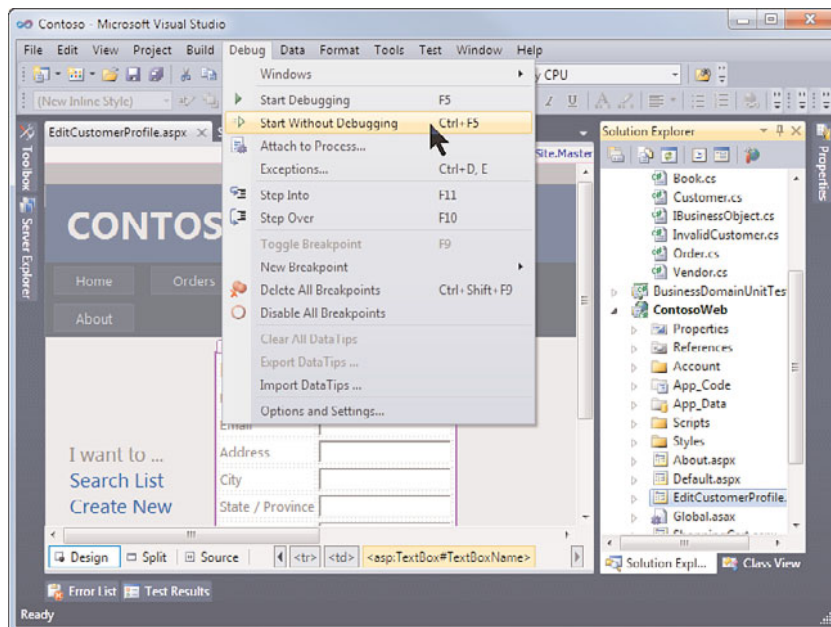 Contoso - Microsoft Visual Studio
File Edit View Project Build Debug Data Format Tools Test Window Help
Windows
y CPU
(New Inline Style)
Start Debugging F5
Start Without Debugging Ctrl+F5
Attach to Process...
Exceptions... Ctrl+D, E
Step Into F11
Step Over F10
Toggle Breakpoint F9
New Breakpoint
Delete All Breakpoints Ctrl+Shift+F9
Disable All Breakpoints
Clear All DataTips
Export DataTips ...
Import DataTips ...
Options and Settings...
Toolbox
Server Explorer
EditCustomerProfile.aspx
Site.Master
CONTOS
Home Orders
About
I want to ...
Search List
Create New
Email
Address
City
State / Province
Design Split Source <tr> <td> <asp:TextBox#TextBoxName>
Solution Explorer
Book.cs
Customer.cs
IBusinessObject.cs
InvalidCustomer.cs
Order.cs
Vendor.cs
BusinessDomainUnitTes
ContosoWeb
Properties
References
Account
App_Code
App_Data
Scripts
Styles
About.aspx
Default.aspx
EditCustomerProfile.
Global.asax
Solution Expl... Class View
Properties
Error List Test Results
Ready